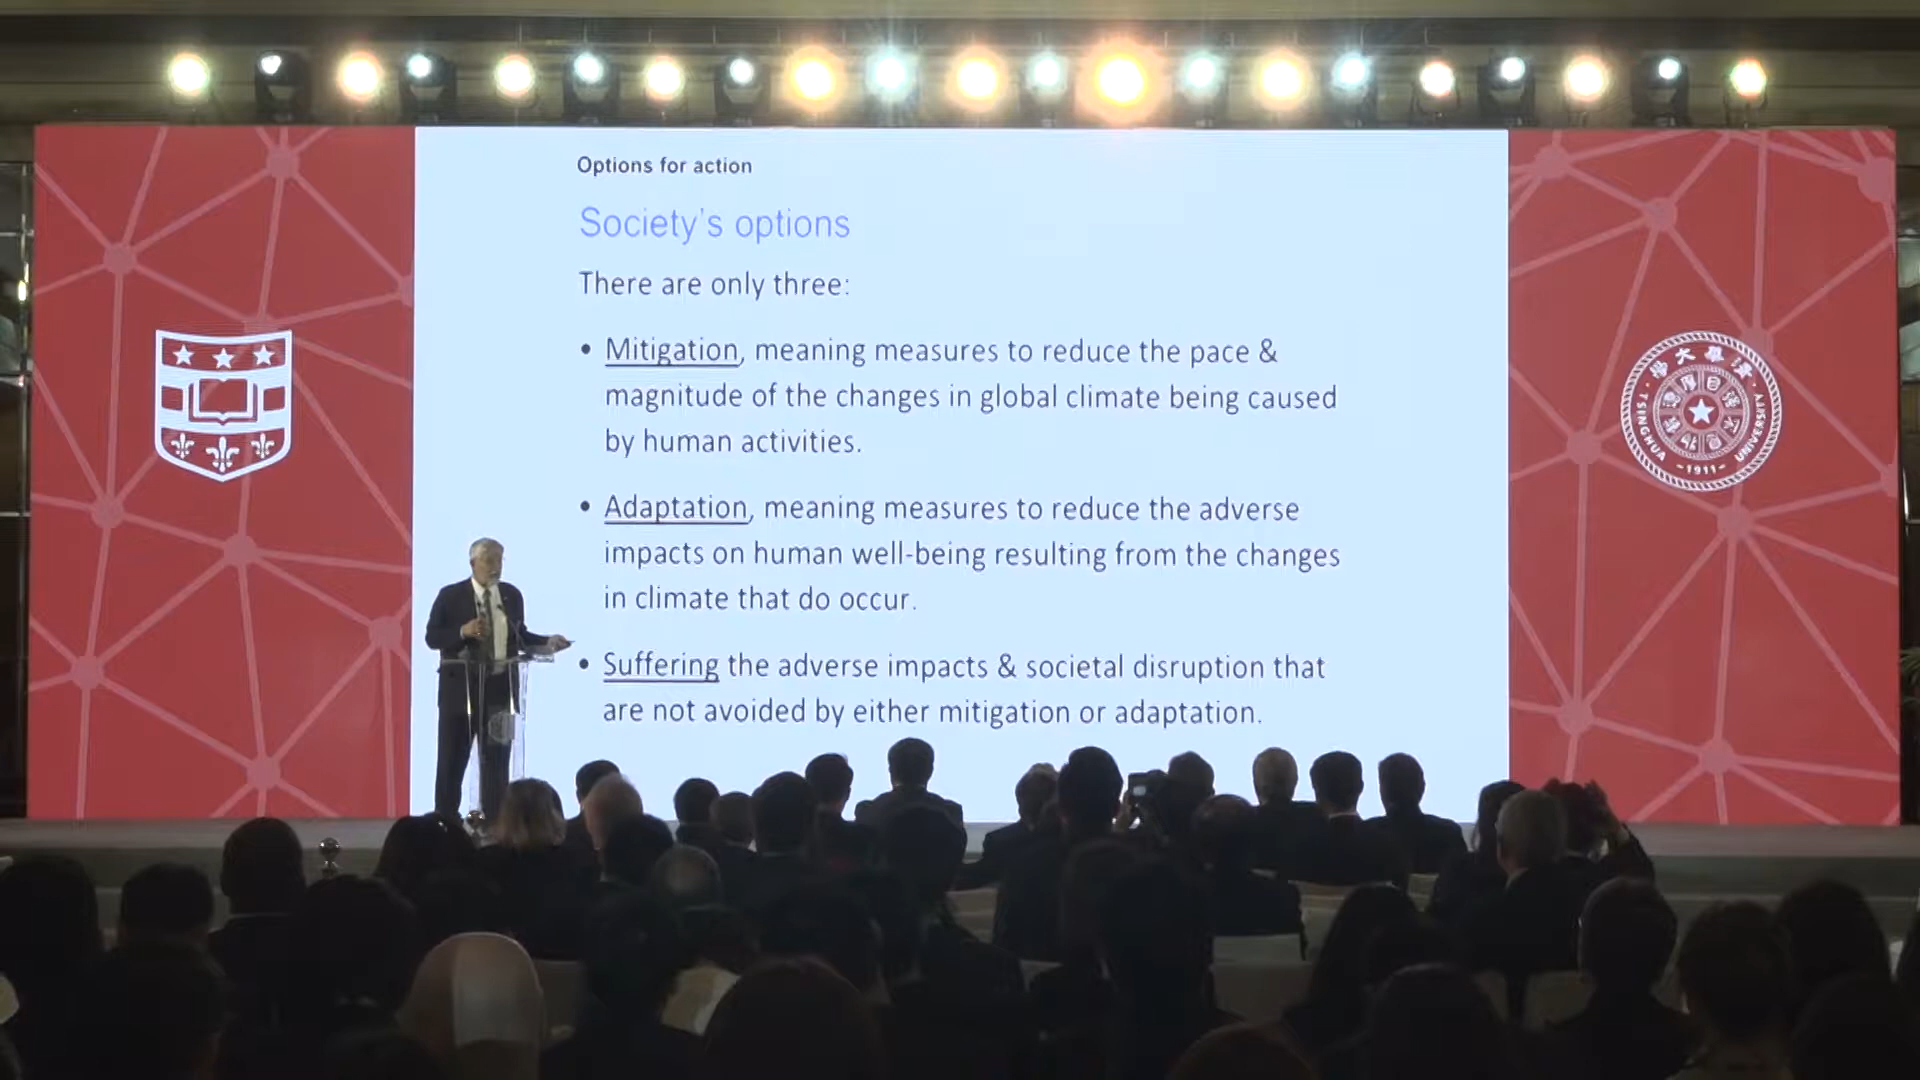 Options for action
Society's options
There are only three:
• Mitigation, meaning measures to reduce the pace &
magnitude of the changes in global climate being caused
by human activities.
• Adaptation, meaning measures to reduce the adverse
impacts on human well-being resulting from the changes
in climate that do occur.
• Suffering the adverse impacts & societal disruption that
are not avoided by either mitigation or adaptation.
TSINGHUA UNIVERSITY
-1911-